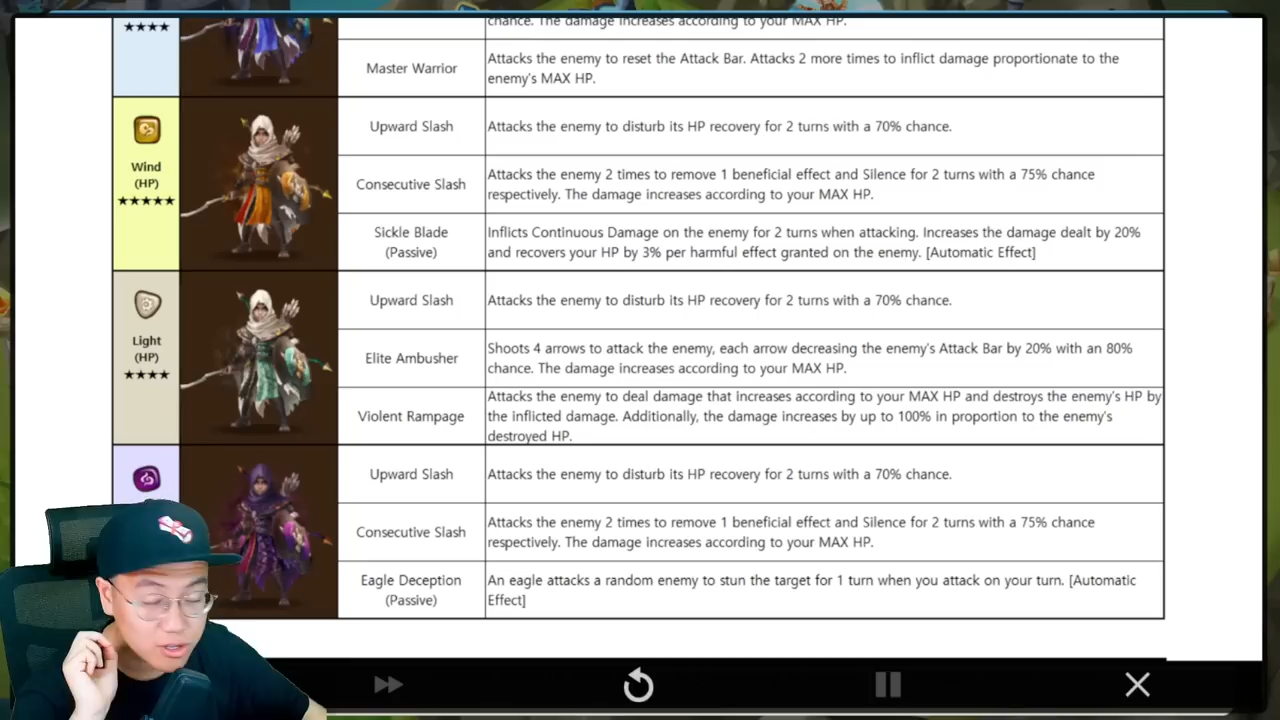 ★★★★
chance. The damage increases according to your MAX HP.
Master Warrior
Attacks the enemy to reset the Attack Bar. Attacks 2 more times to inflict damage proportionate to the
enemy's MAX HP.
Wind
(HP)
★★★★★
Upward Slash
Attacks the enemy to disturb its HP recovery for 2 turns with a 70% chance.
Consecutive Slash
Attacks the enemy 2 times to remove 1 beneficial effect and Silence for 2 turns with a 75% chance
respectively. The damage increases according to your MAX HP.
Sickle Blade
(Passive)
Inflicts Continuous Damage on the enemy for 2 turns when attacking. Increases the damage dealt by 20%
and recovers your HP by 3% per harmful effect granted on the enemy. [Automatic Effect]
Light
(HP)
★★★★
Upward Slash
Attacks the enemy to disturb its HP recovery for 2 turns with a 70% chance.
Elite Ambusher
Shoots 4 arrows to attack the enemy, each arrow decreasing the enemy's Attack Bar by 20% with an 80%
chance. The damage increases according to your MAX HP.
Violent Rampage
Attacks the enemy to deal damage that increases according to your MAX HP and destroys the enemy's HP by
the inflicted damage. Additionally, the damage increases by up to 100% in proportion to the enemy's
destroyed HP.
Upward Slash
Attacks the enemy to disturb its HP recovery for 2 turns with a 70% chance.
Consecutive Slash
Attacks the enemy 2 times to remove 1 beneficial effect and Silence for 2 turns with a 75% chance
respectively. The damage increases according to your MAX HP.
Eagle Deception
(Passive)
An eagle attacks a random enemy to stun the target for 1 turn when you attack on your turn. [Automatic
Effect]